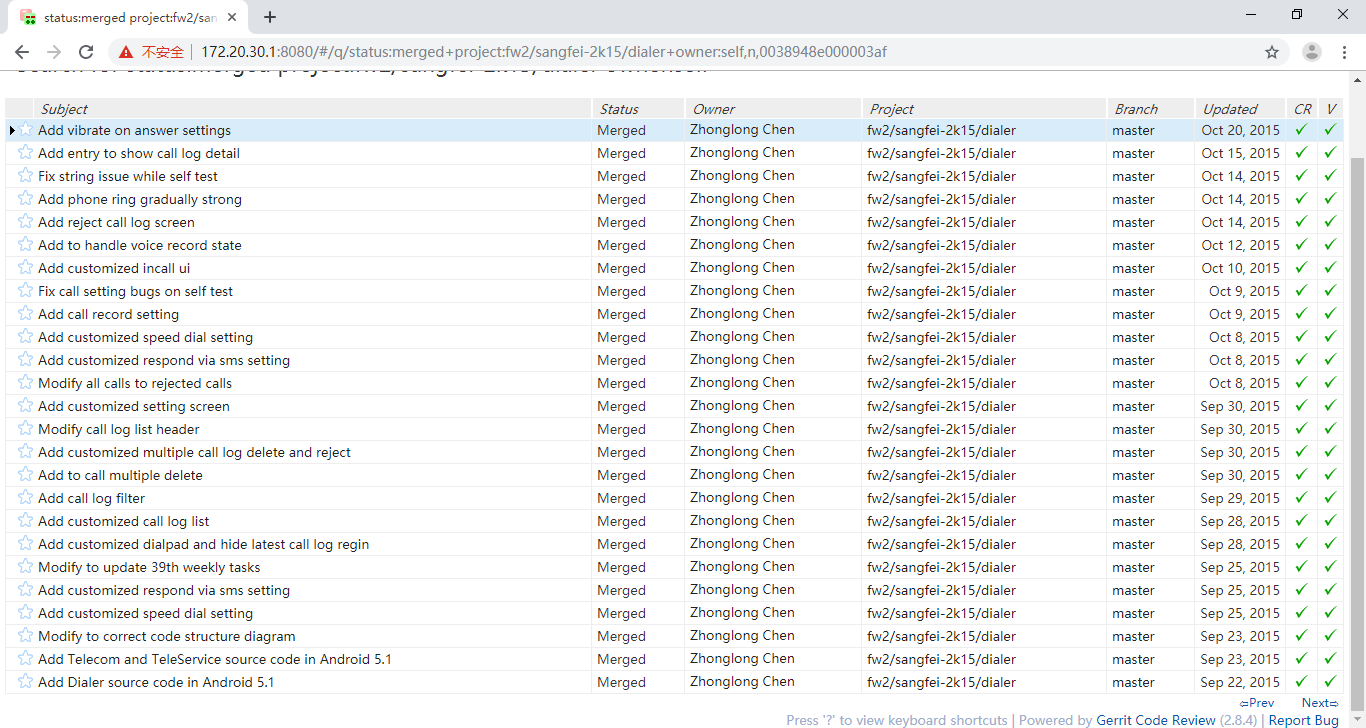 status:merged project:fw2/san
不安全 172.20.30.1:8080/#/q/status:merged+project:fw2/sangfei-2k15/dialer+owner:self,n,0038948e000003af
Subject Status Owner Project Branch Updated CR V
Add vibrate on answer settings Merged Zhonglong Chen fw2/sangfei-2k15/dialer master Oct 20, 2015
Add entry to show call log detail Merged Zhonglong Chen fw2/sangfei-2k15/dialer master Oct 15, 2015
Fix string issue while self test Merged Zhonglong Chen fw2/sangfei-2k15/dialer master Oct 14, 2015
Add phone ring gradually strong Merged Zhonglong Chen fw2/sangfei-2k15/dialer master Oct 14, 2015
Add reject call log screen Merged Zhonglong Chen fw2/sangfei-2k15/dialer master Oct 14, 2015
Add to handle voice record state Merged Zhonglong Chen fw2/sangfei-2k15/dialer master Oct 12, 2015
Add customized incall ui Merged Zhonglong Chen fw2/sangfei-2k15/dialer master Oct 10, 2015
Fix call setting bugs on self test Merged Zhonglong Chen fw2/sangfei-2k15/dialer master Oct 9, 2015
Add call record setting Merged Zhonglong Chen fw2/sangfei-2k15/dialer master Oct 9, 2015
Add customized speed dial setting Merged Zhonglong Chen fw2/sangfei-2k15/dialer master Oct 8, 2015
Add customized respond via sms setting Merged Zhonglong Chen fw2/sangfei-2k15/dialer master Oct 8, 2015
Modify all calls to rejected calls Merged Zhonglong Chen fw2/sangfei-2k15/dialer master Oct 8, 2015
Add customized setting screen Merged Zhonglong Chen fw2/sangfei-2k15/dialer master Sep 30, 2015
Modify call log list header Merged Zhonglong Chen fw2/sangfei-2k15/dialer master Sep 30, 2015
Add customized multiple call log delete and reject Merged Zhonglong Chen fw2/sangfei-2k15/dialer master Sep 30, 2015
Add to call multiple delete Merged Zhonglong Chen fw2/sangfei-2k15/dialer master Sep 30, 2015
Add call log filter Merged Zhonglong Chen fw2/sangfei-2k15/dialer master Sep 29, 2015
Add customized call log list Merged Zhonglong Chen fw2/sangfei-2k15/dialer master Sep 28, 2015
Add customized dialpad and hide latest call log regin Merged Zhonglong Chen fw2/sangfei-2k15/dialer master Sep 28, 2015
Modify to update 39th weekly tasks Merged Zhonglong Chen fw2/sangfei-2k15/dialer master Sep 25, 2015
Add customized respond via sms setting Merged Zhonglong Chen fw2/sangfei-2k15/dialer master Sep 25, 2015
Add customized speed dial setting Merged Zhonglong Chen fw2/sangfei-2k15/dialer master Sep 25, 2015
Modify to correct code structure diagram Merged Zhonglong Chen fw2/sangfei-2k15/dialer master Sep 23, 2015
Add Telecom and TeleService source code in Android 5.1 Merged Zhonglong Chen fw2/sangfei-2k15/dialer master Sep 23, 2015
Add Dialer source code in Android 5.1 Merged Zhonglong Chen fw2/sangfei-2k15/dialer master Sep 22, 2015
⇦Prev Next⇨
Press '?' to view keyboard shortcuts | Powered by Gerrit Code Review (2.8.4) | Report Bug